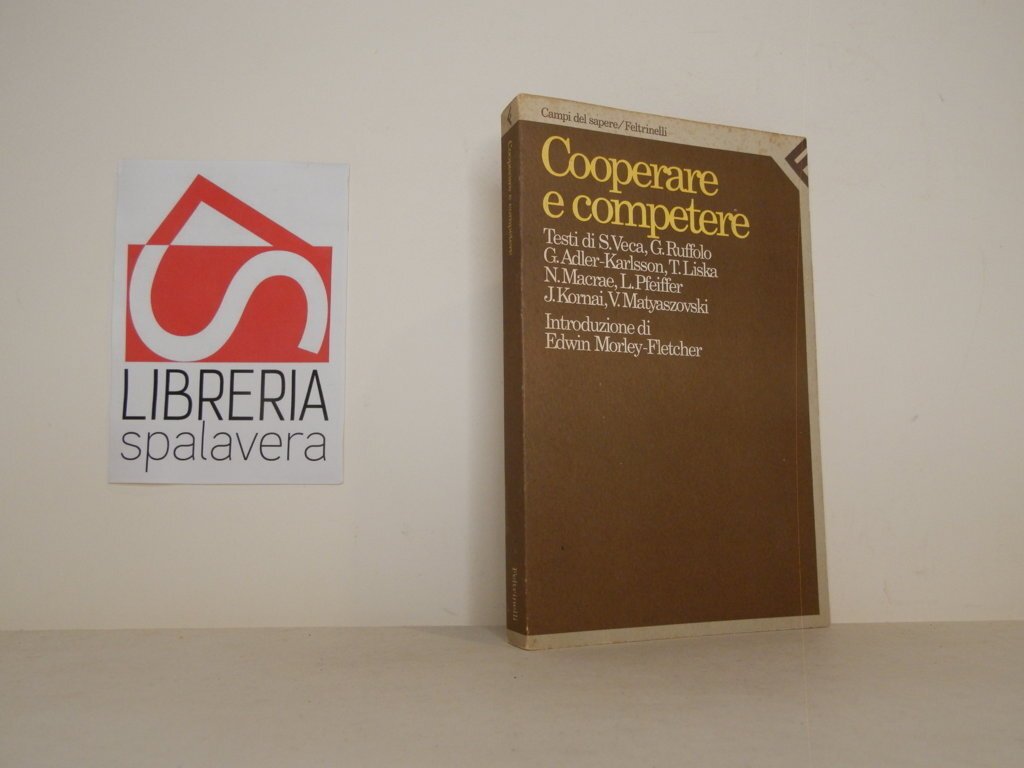 LIBRERIA
spalavera
Campi del sapere/Feltrinelli
Cooperare
e competere
Testi di S.Veca, G.Ruffolo
G.Adler-Karlsson, T.Liska
N.Macrae, L.Pfeiffer
J.Kornai, V.Matyaszovski
Introduzione di
Edwin Morley-Fletcher
Cooperare e competere
Feltrinelli